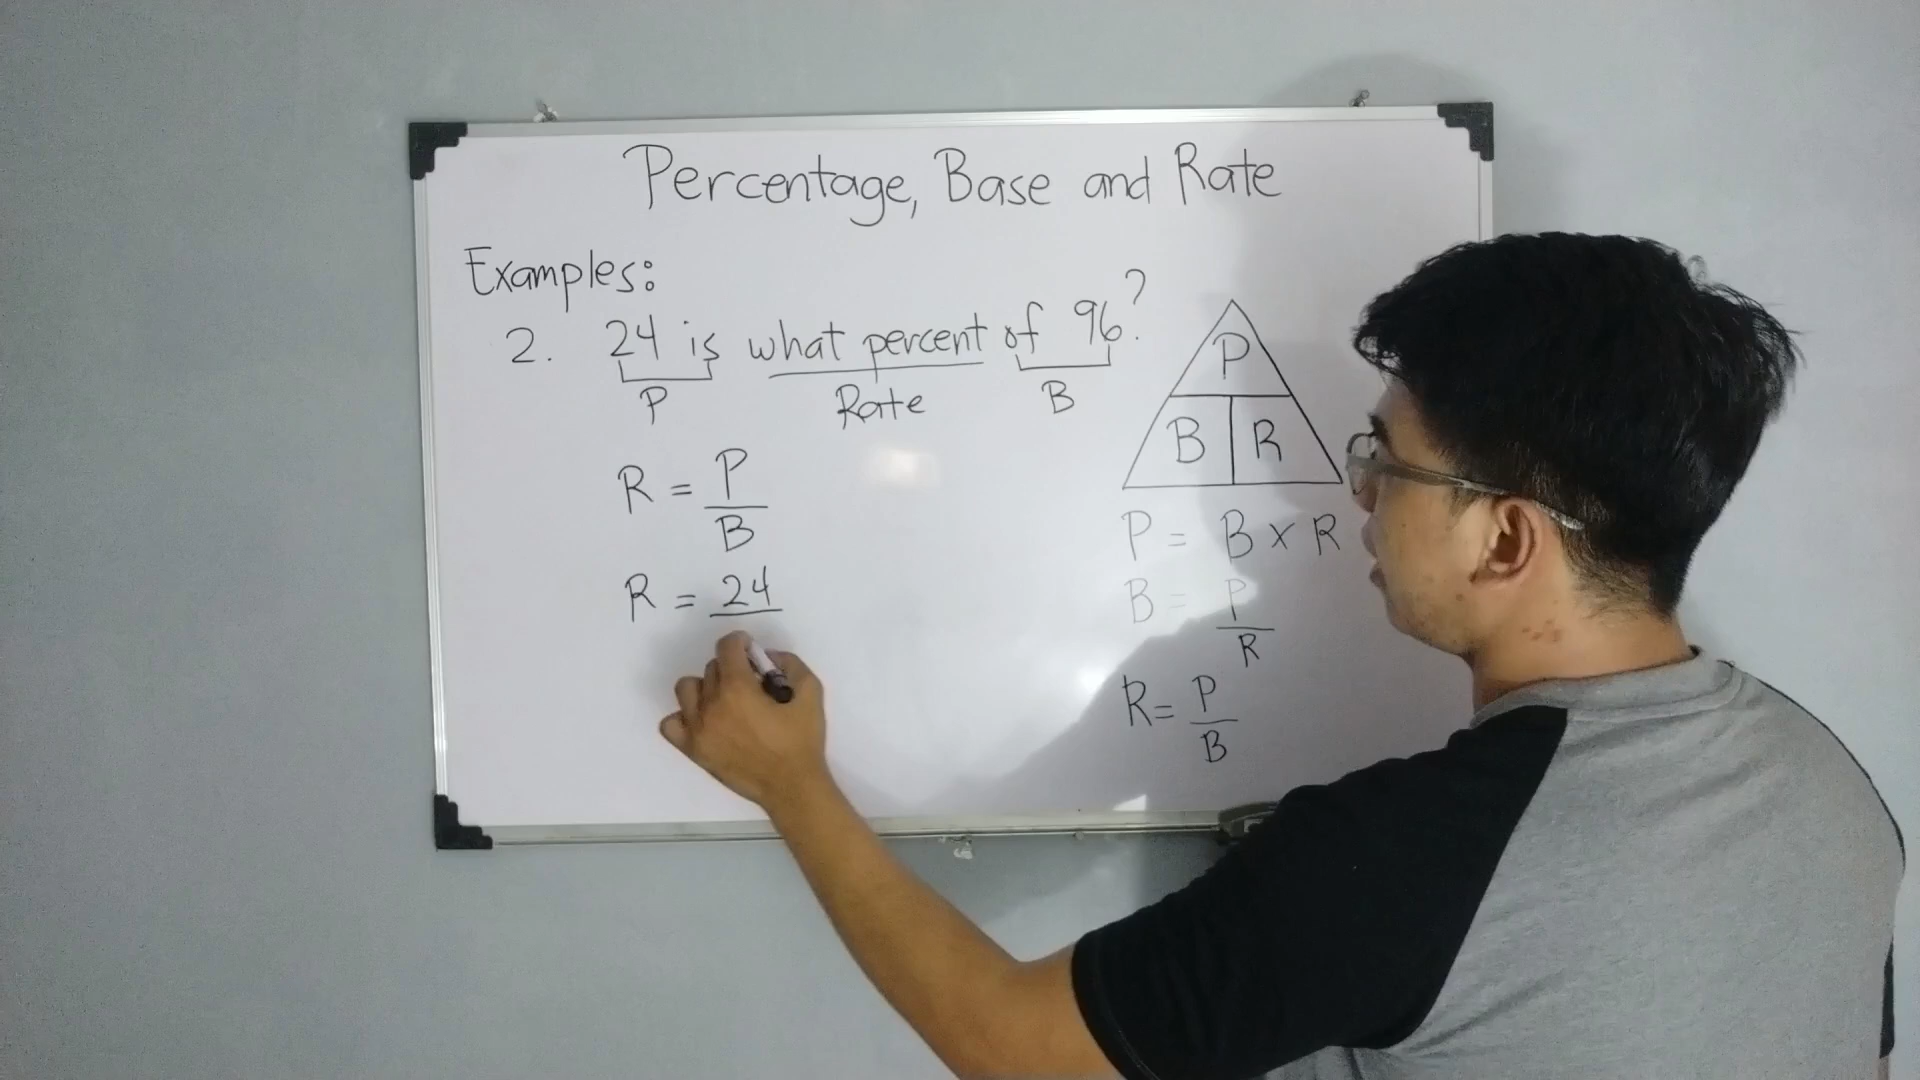 Percentage, Base and Rate
Examples:
2. 24 is what percent of 96?
P Rate B
R = P
B
R = 24
P
B R
P = B x R
B = P
R
R = P
B